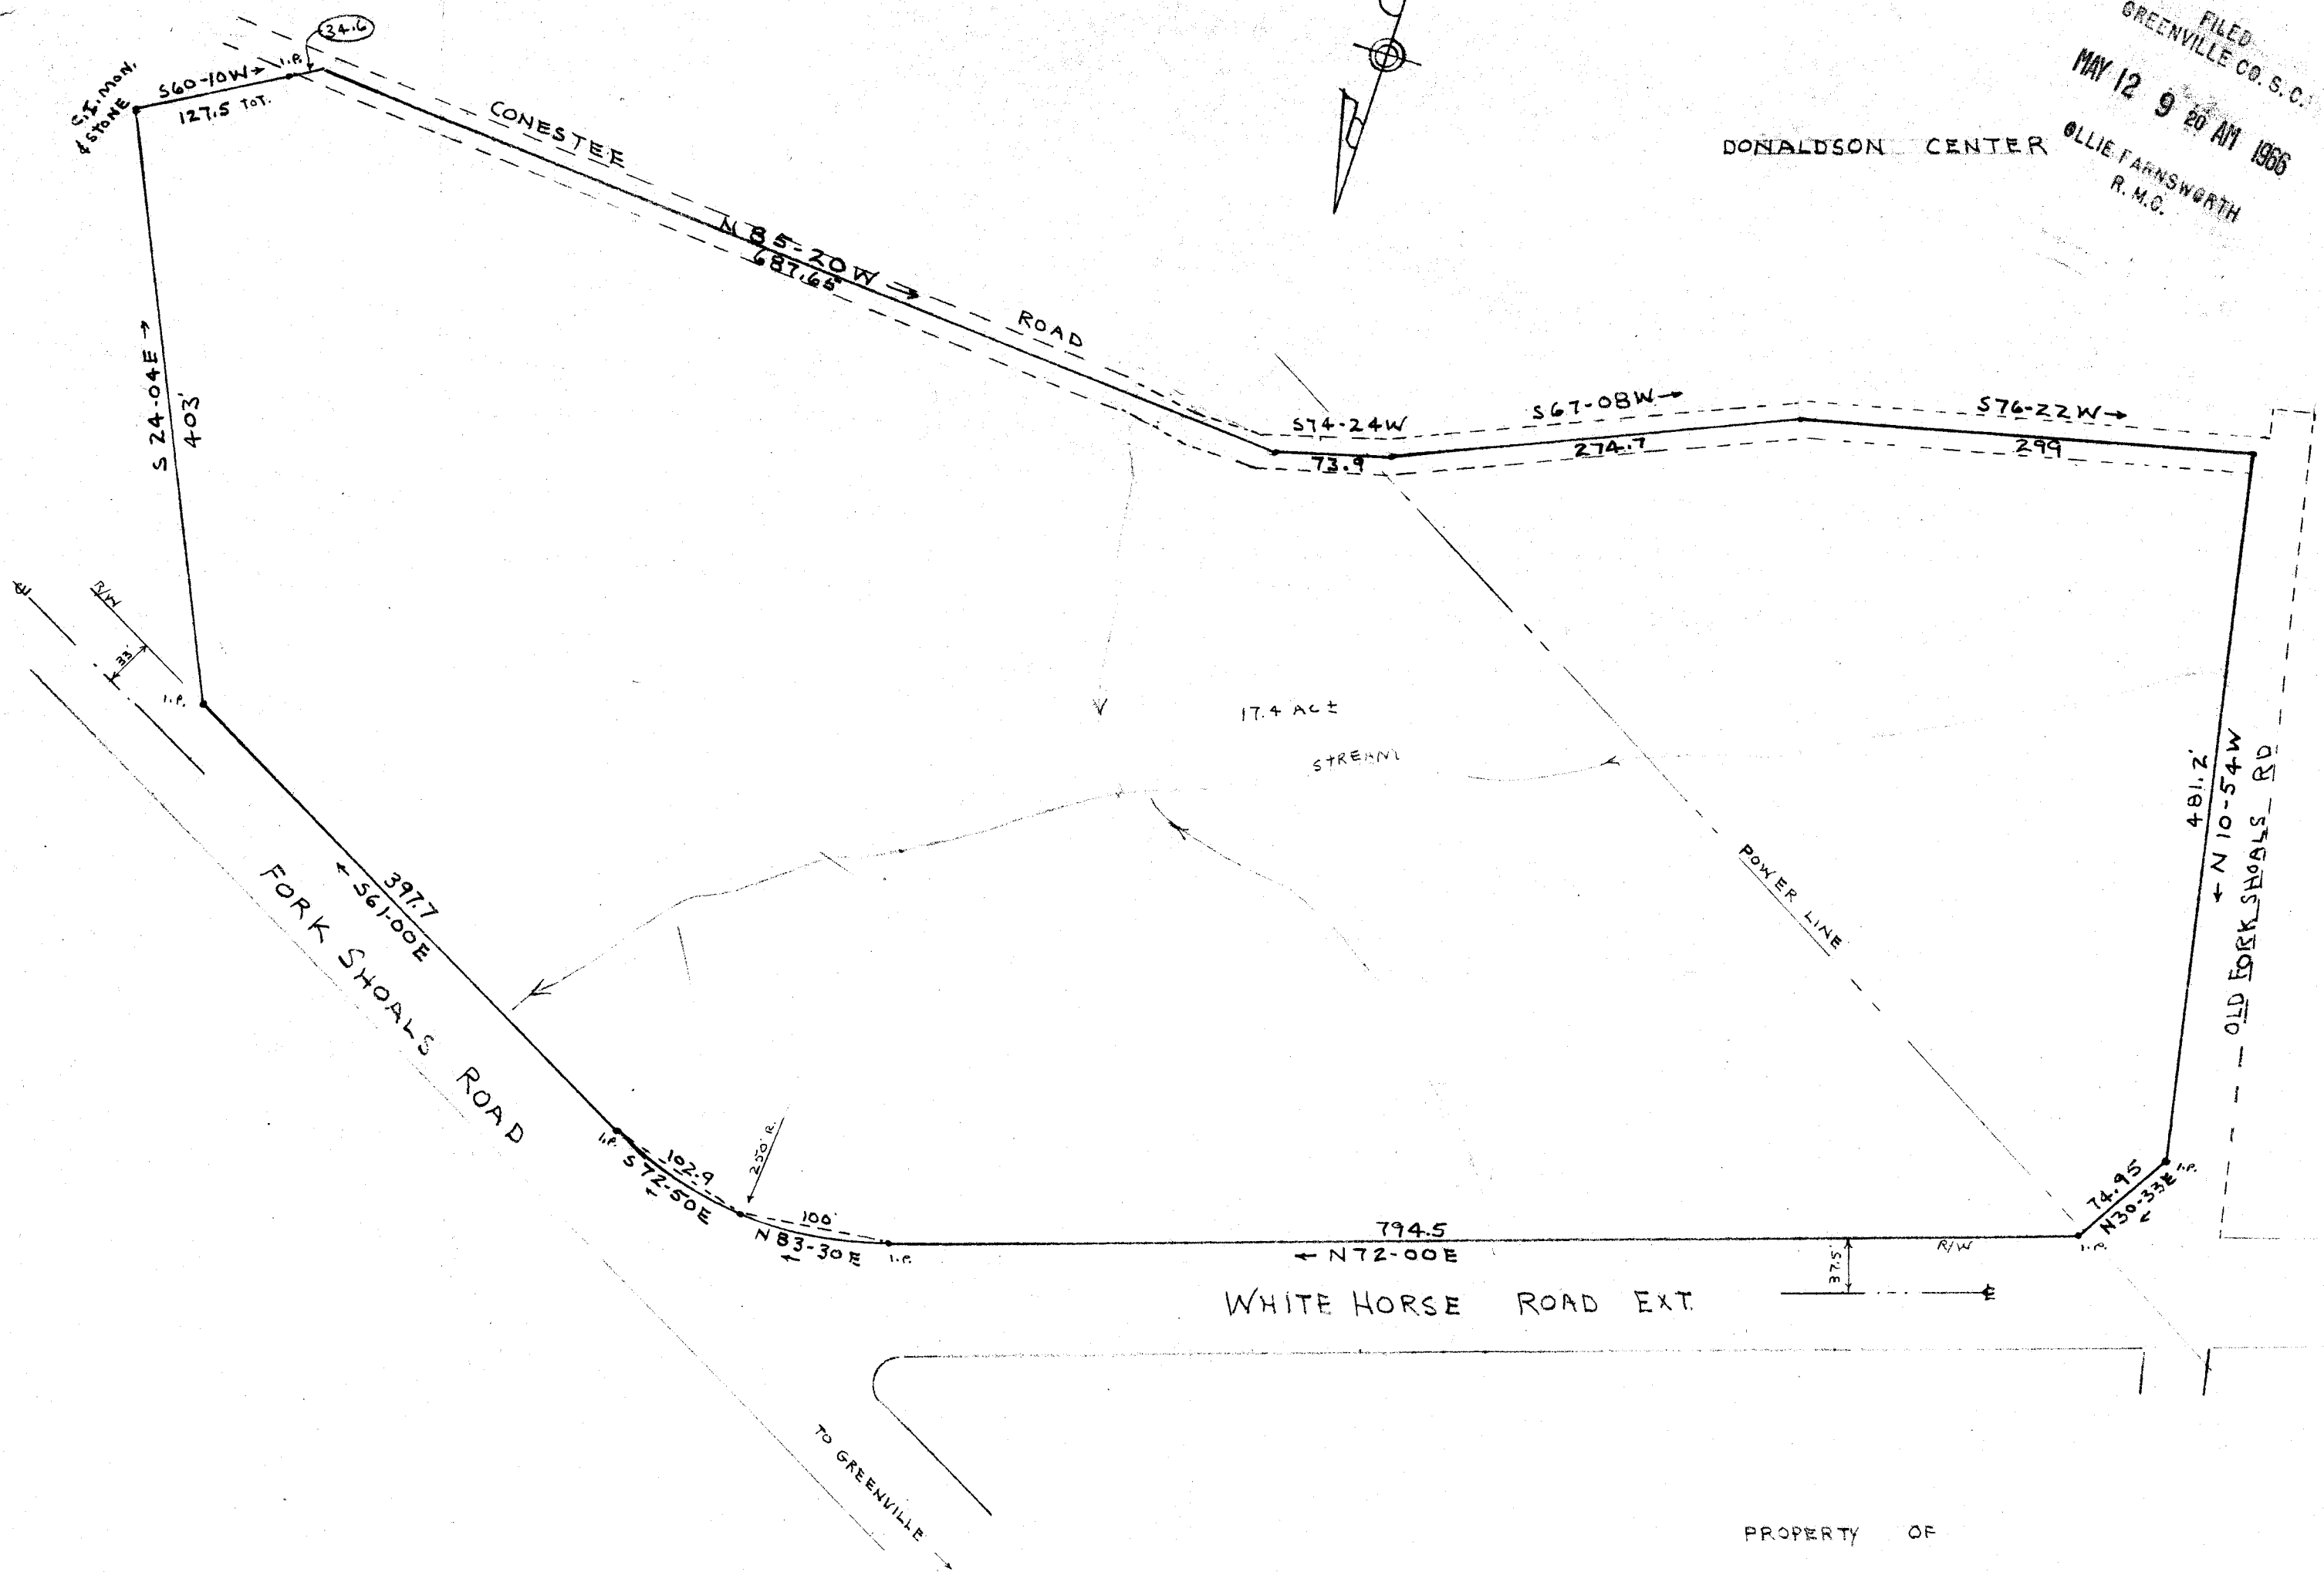 FILED
GREENVILLE CO. S. C.
MAY 12 9 20 AM 1966
OLLIE FARNSWORTH
R. M. C.
DONALDSON CENTER
34.6
I.P.
C.I. MON.
& STONE
S60-10W
127.5 TOT.
CONESTEE
N 85-20W
687.65
ROAD
S74-24W
73.9
S67-08W
274.7
S76-22W
299
S 24-04E
403'
℄
R/W
33'
I.P.
17.4 AC ±
STREAM
POWER LINE
481.2'
N 10-54W
OLD FORK SHOALS RD
397.7
S61-00E
FORK SHOALS ROAD
I.P.
102.9
S72-50E
250' R.
100'
N 83-30E
I.P.
794.5
N72-00E
R/W
37.5'
℄
74.95
N30-33E
I.P.
I.P.
WHITE HORSE ROAD EXT.
TO GREENVILLE
PROPERTY OF